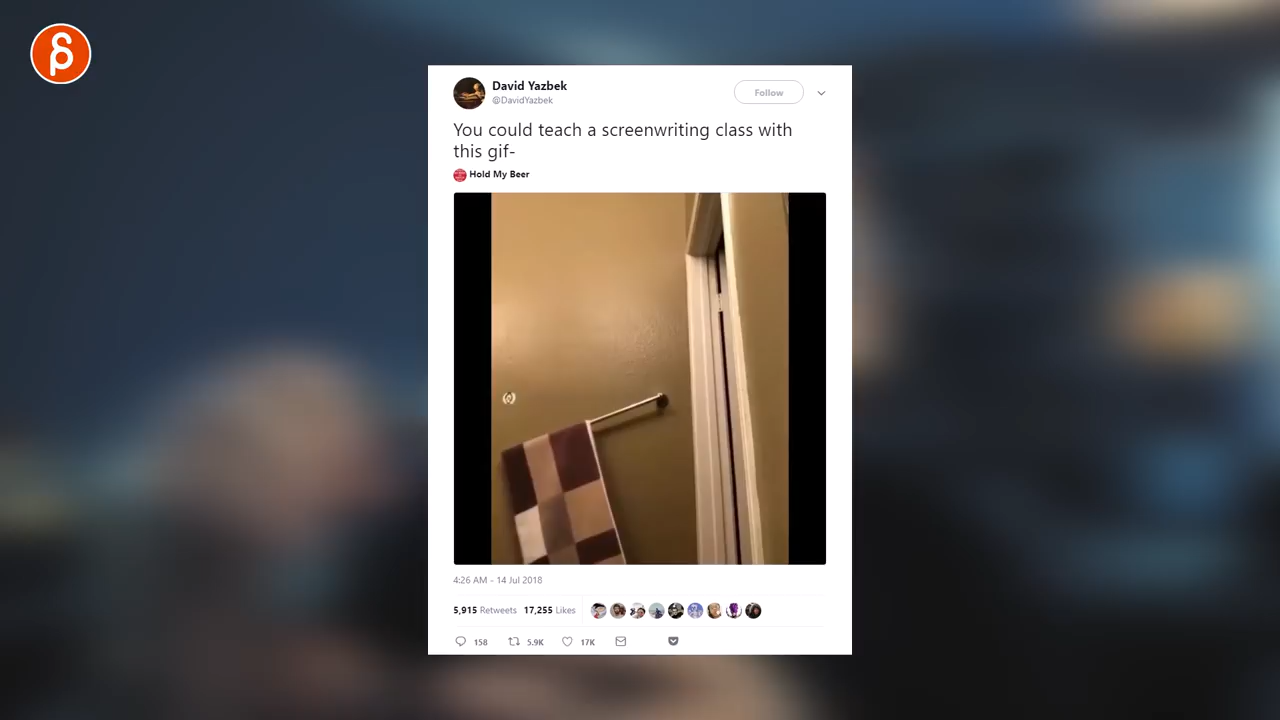 David Yazbek
@DavidYazbek
Follow
You could teach a screenwriting class with
this gif-
Hold My Beer
4:26 AM - 14 Jul 2018
5,915 Retweets 17,255 Likes
158 5.9K 17K